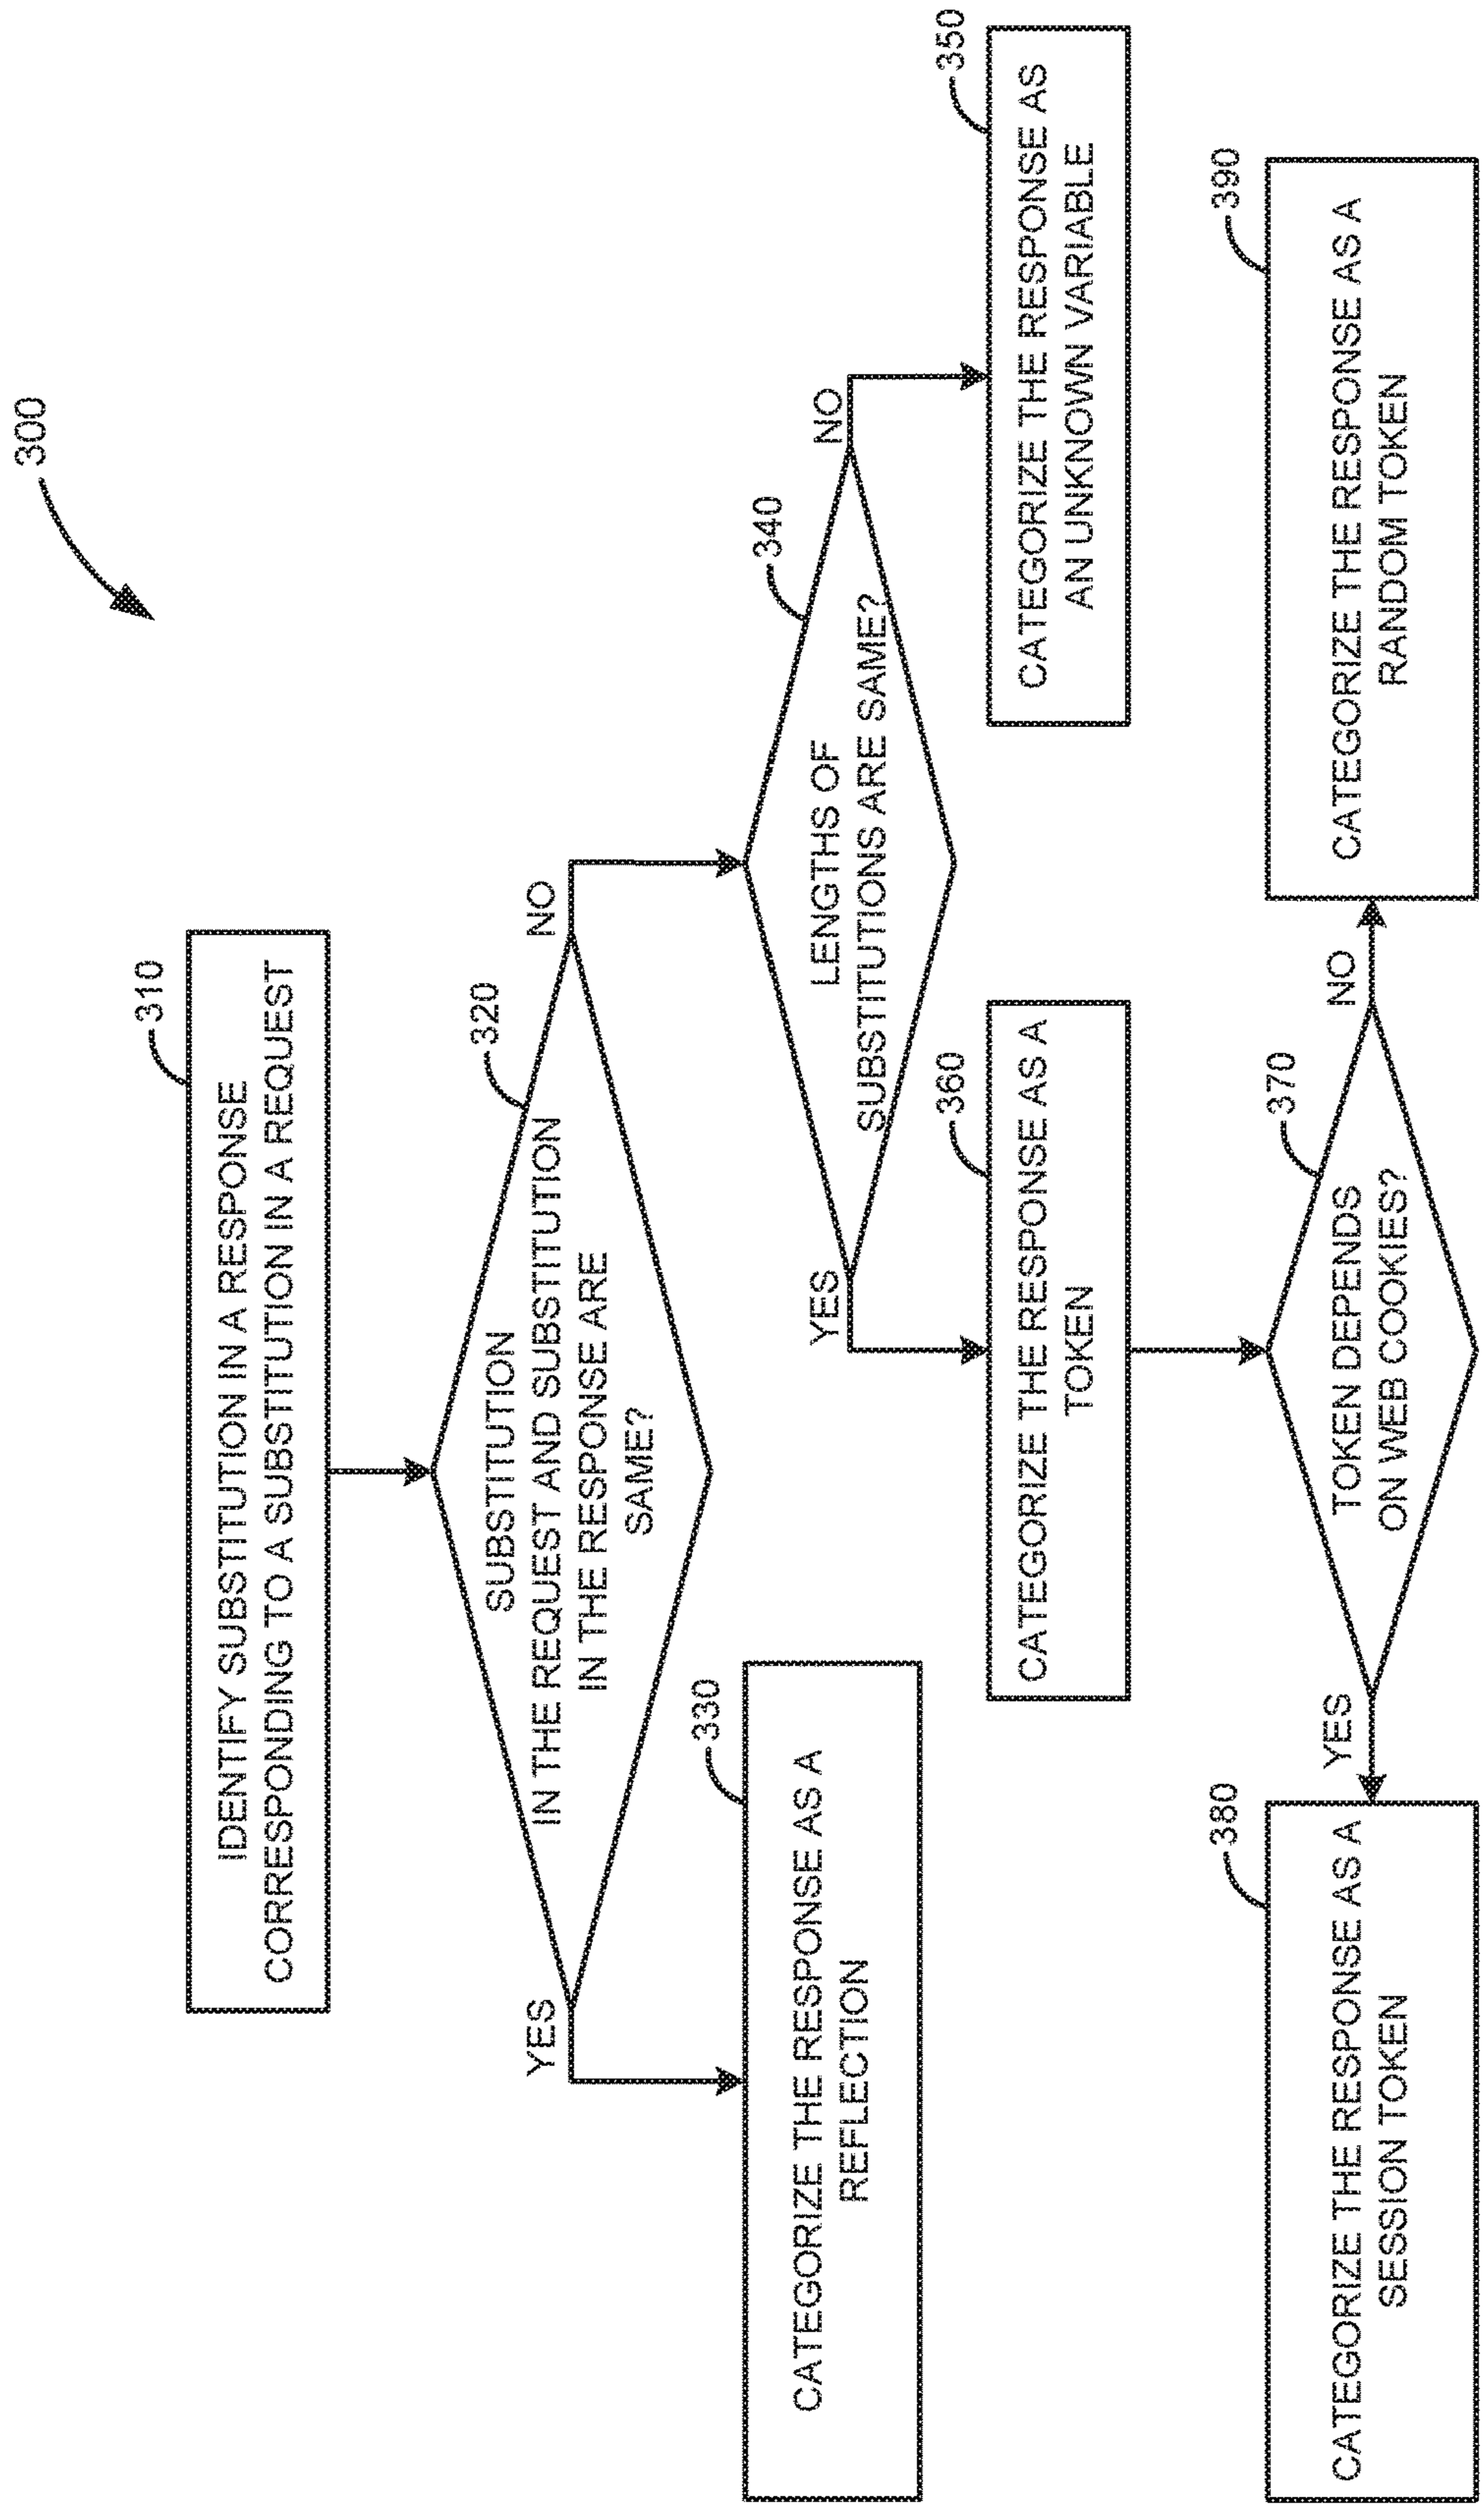 300
310
IDENTIFY SUBSTITUTION IN A RESPONSE
CORRESPONDING TO A SUBSTITUTION IN A REQUEST
320
SUBSTITUTION
IN THE REQUEST AND SUBSTITUTION
IN THE RESPONSE ARE
SAME?
YES
NO
330
CATEGORIZE THE RESPONSE AS A
REFLECTION
340
LENGTHS OF
SUBSTITUTIONS ARE SAME?
YES
NO
350
CATEGORIZE THE RESPONSE AS
AN UNKNOWN VARIABLE
360
CATEGORIZE THE RESPONSE AS A
TOKEN
370
TOKEN DEPENDS
ON WEB COOKIES?
YES
NO
380
CATEGORIZE THE RESPONSE AS A
SESSION TOKEN
390
CATEGORIZE THE RESPONSE AS A
RANDOM TOKEN